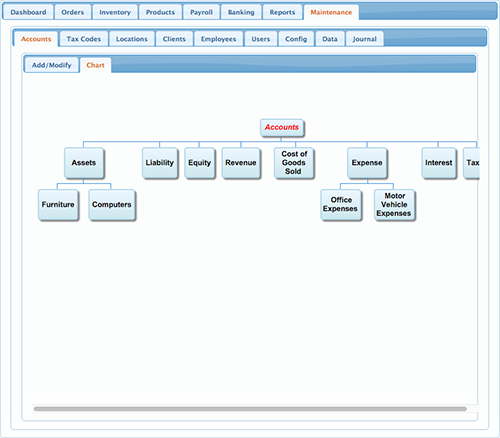 Dashboard Orders Inventory Products Payroll Banking Reports Maintenance
Accounts Tax Codes Locations Clients Employees Users Config Data Journal
Add/Modify Chart
Accounts
Assets Liability Equity Revenue Cost of Goods Sold Expense Interest Tax
Furniture Computers Office Expenses Motor Vehicle Expenses